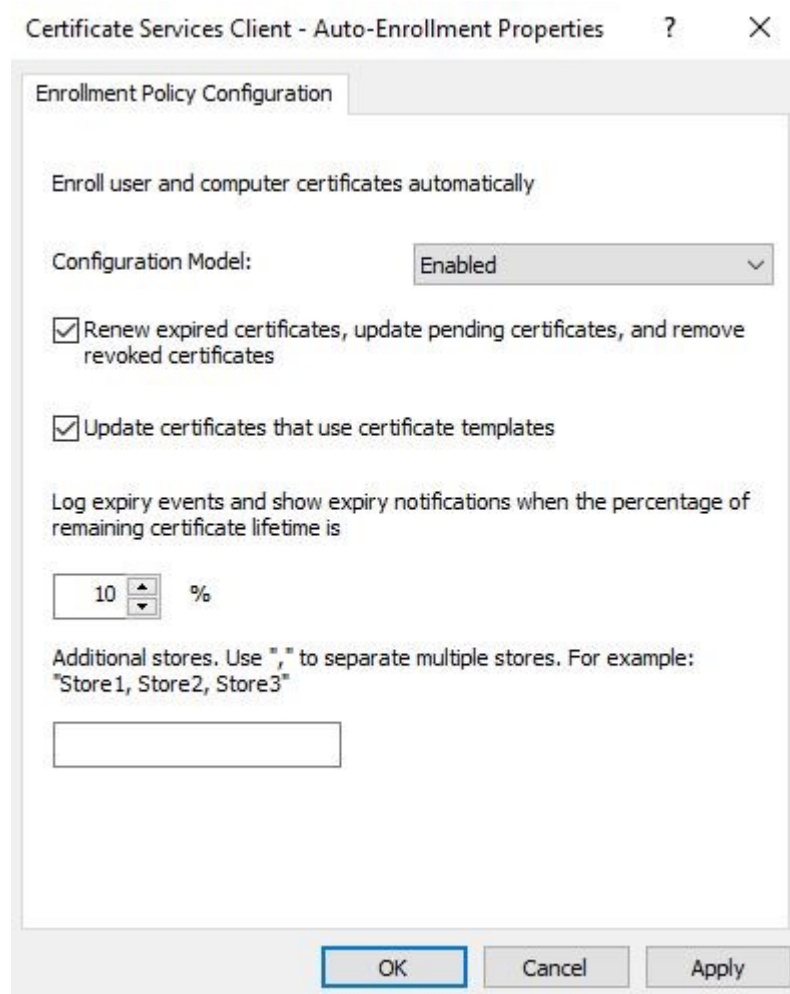 Certificate Services Client - Auto-Enrollment Properties ? X
Enrollment Policy Configuration
Enroll user and computer certificates automatically
Configuration Model: Enabled
Renew expired certificates, update pending certificates, and remove
revoked certificates
Update certificates that use certificate templates
Log expiry events and show expiry notifications when the percentage of
remaining certificate lifetime is
10 %
Additional stores. Use "," to separate multiple stores. For example:
"Store1, Store2, Store3"
OK Cancel Apply